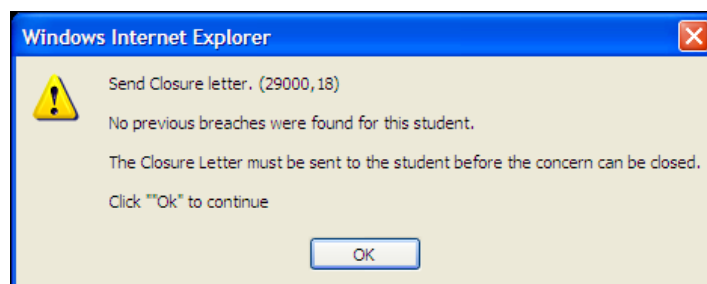 Windows Internet Explorer
Send Closure letter. (29000,18)
No previous breaches were found for this student.
The Closure Letter must be sent to the student before the concern can be closed.
Click ""Ok" to continue
OK